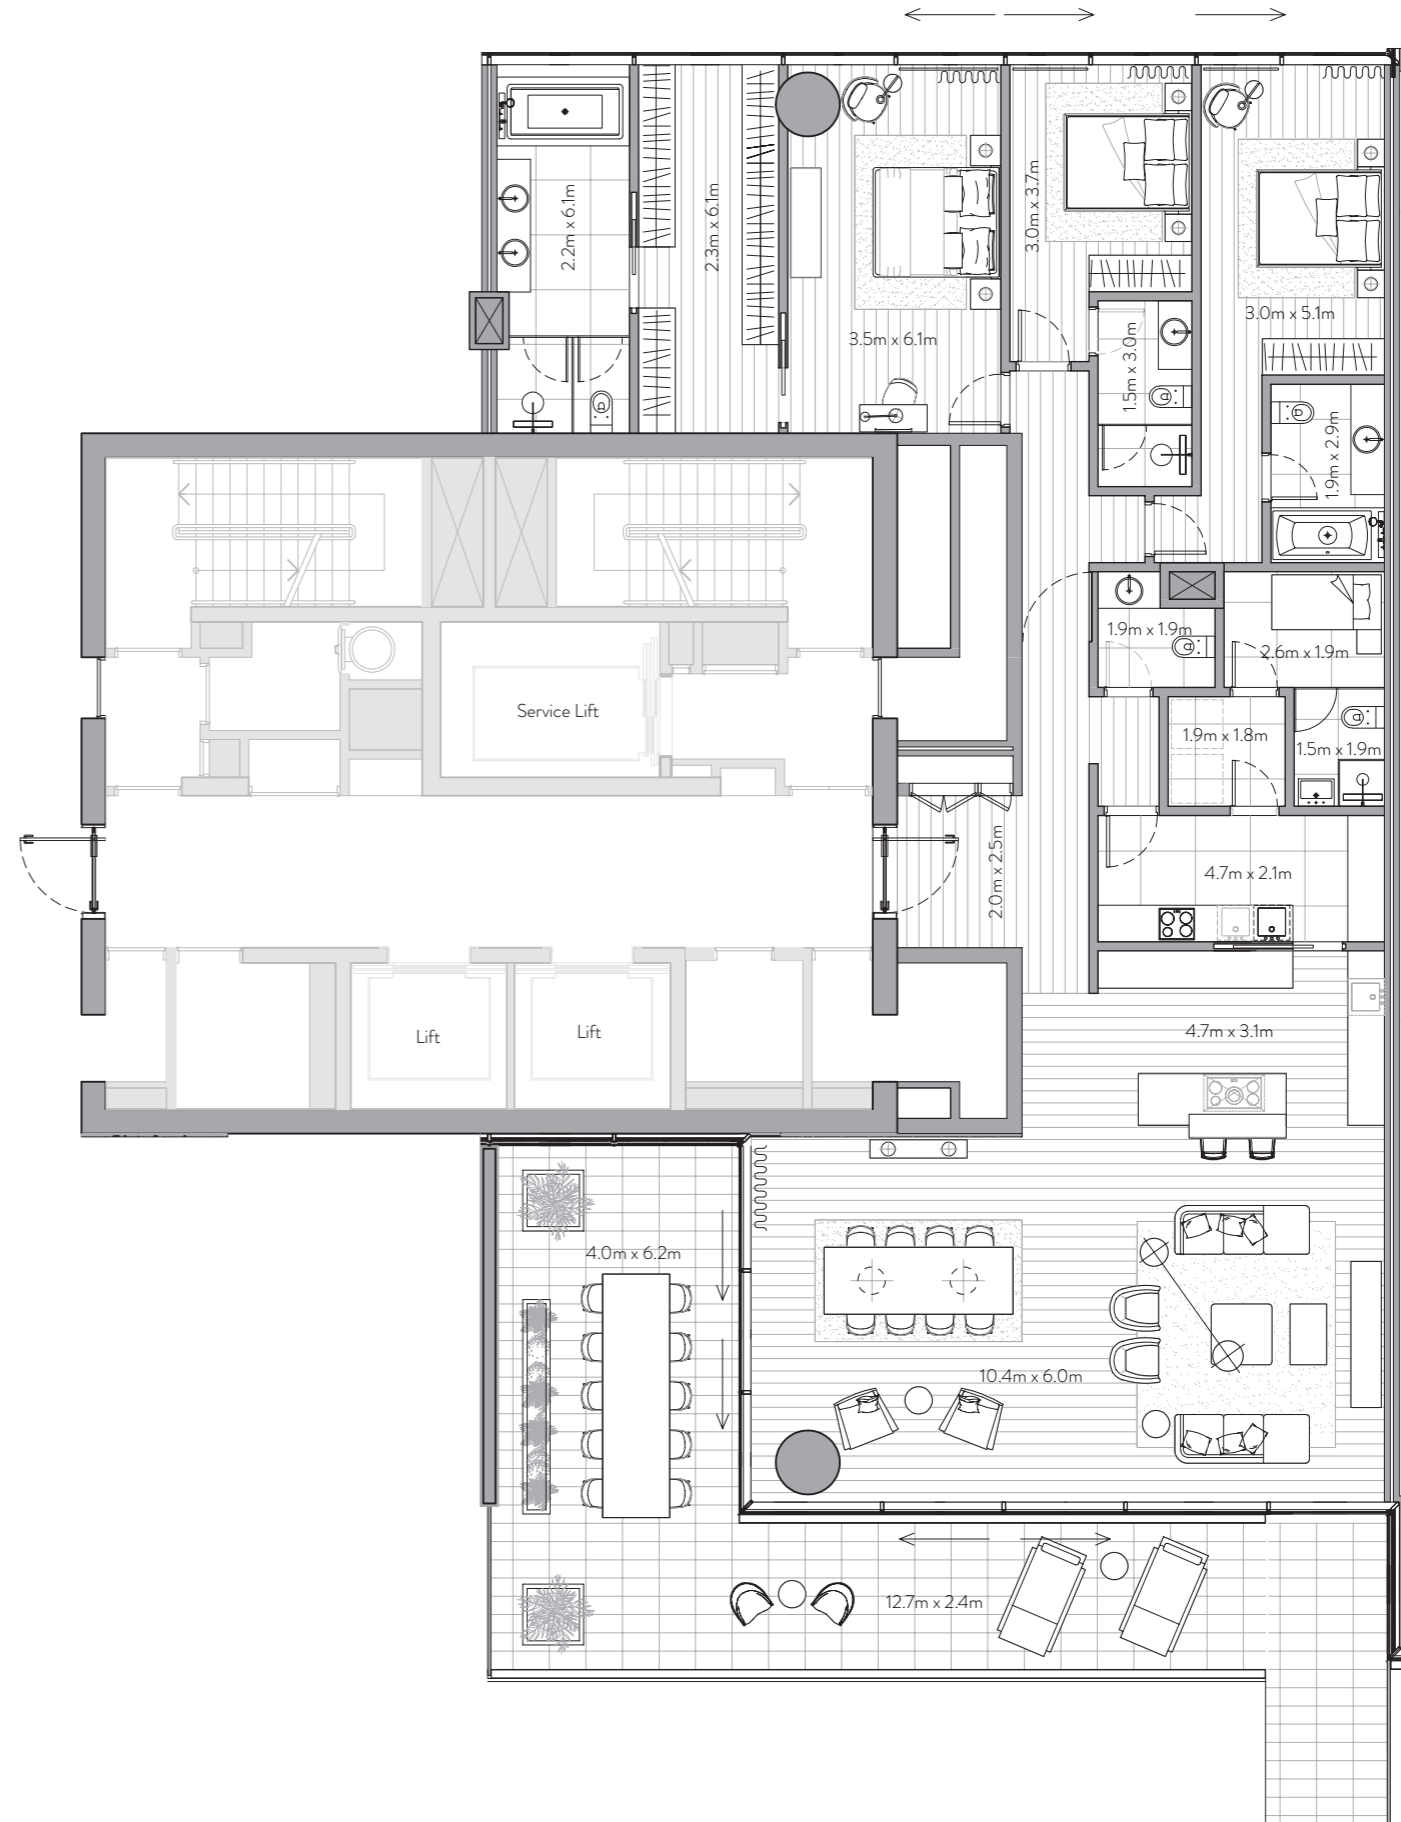 2.2m x 6.1m
2.3m x 6.1m
3.0m x 3.7m
3.0m x 5.1m
3.5m x 6.1m
1.5m x 3.0m
1.9m x 2.9m
1.9m x 1.9m
2.6m x 1.9m
Service Lift
1.9m x 1.8m
1.5m x 1.9m
2.0m x 2.5m
4.7m x 2.1m
Lift
Lift
4.7m x 3.1m
4.0m x 6.2m
10.4m x 6.0m
12.7m x 2.4m